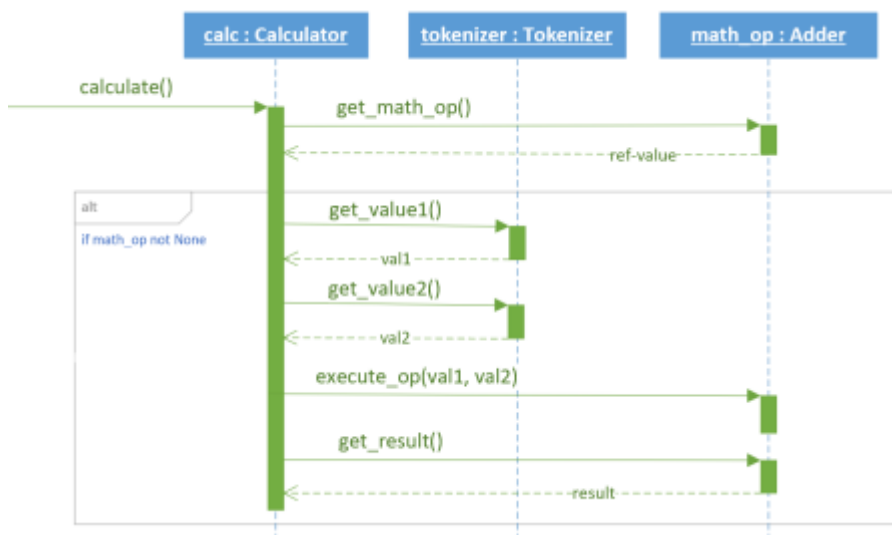 calc : Calculator
tokenizer : Tokenizer
math_op : Adder
calculate()
get_math_op()
ref-value
alt
if math_op not None
get_value1()
val1
get_value2()
val2
execute_op(val1, val2)
get_result()
result